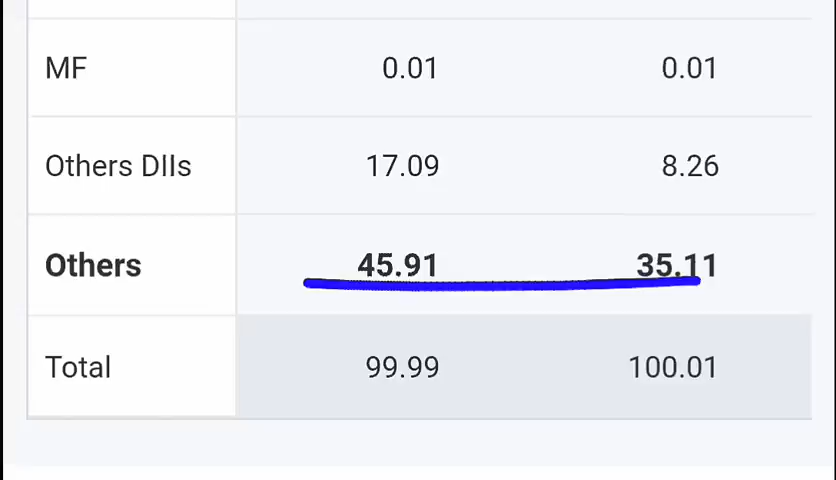 MF 0.01 0.01
Others DIIs 17.09 8.26
Others 45.91 35.11
Total 99.99 100.01